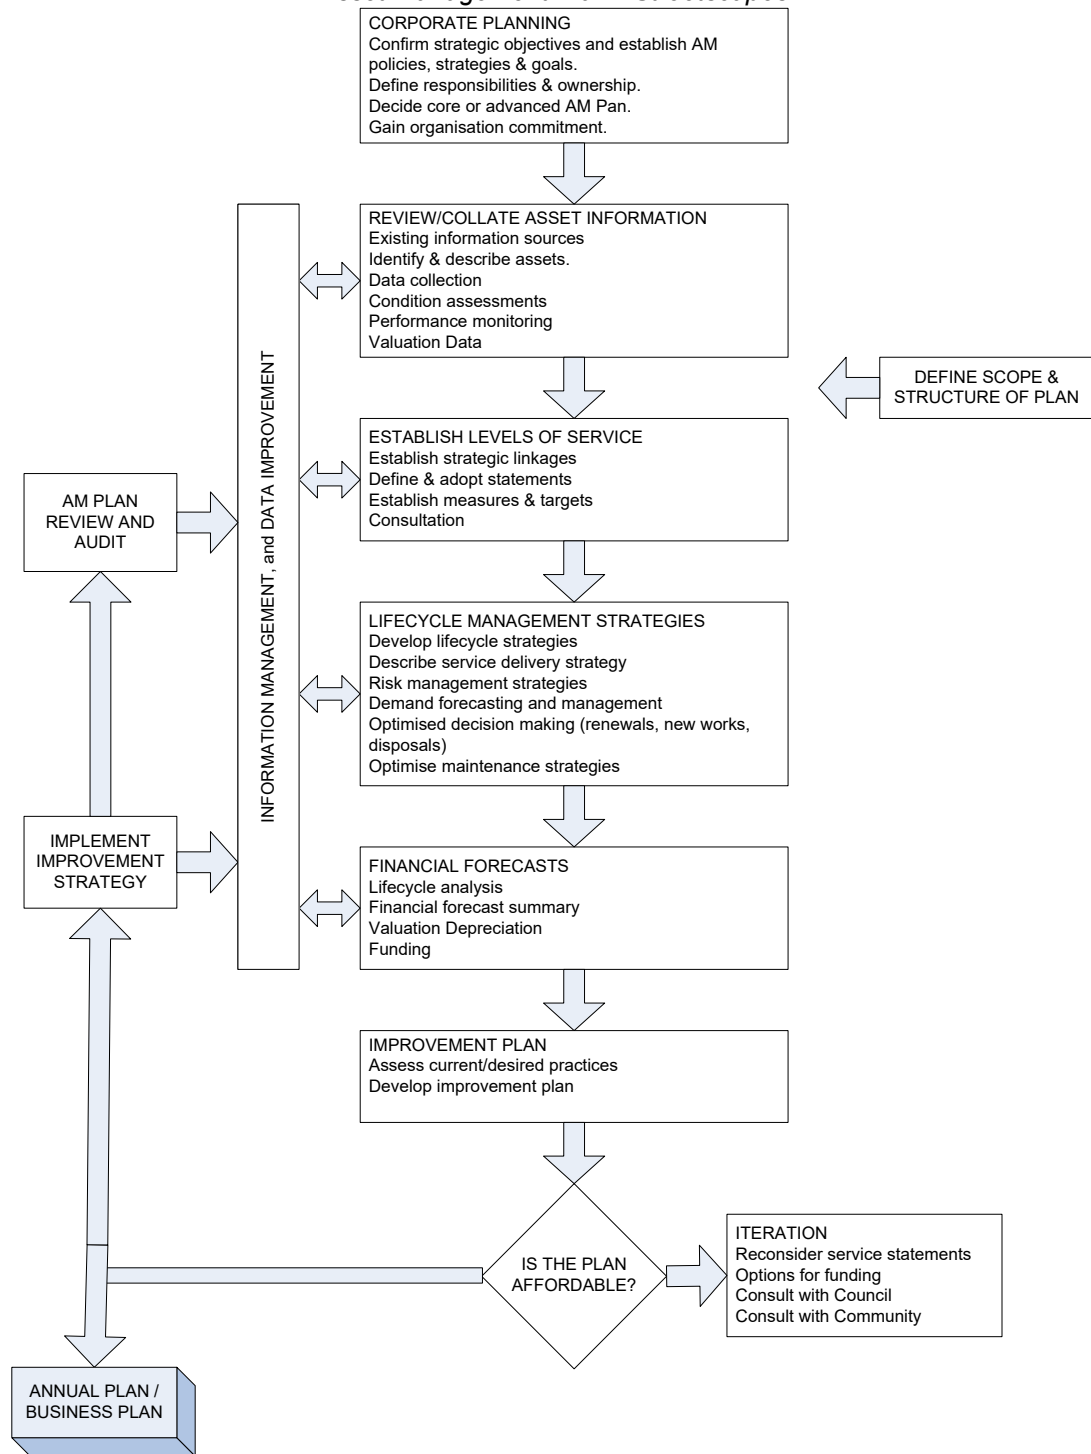 CORPORATE PLANNING
Confirm strategic objectives and establish AM
policies, strategies & goals.
Define responsibilities & ownership.
Decide core or advanced AM Pan.
Gain organisation commitment.
REVIEW/COLLATE ASSET INFORMATION
Existing information sources
Identify & describe assets.
Data collection
Condition assessments
Performance monitoring
Valuation Data
DEFINE SCOPE &
STRUCTURE OF PLAN
INFORMATION MANAGEMENT, and DATA IMPROVEMENT
ESTABLISH LEVELS OF SERVICE
Establish strategic linkages
Define & adopt statements
Establish measures & targets
Consultation
AM PLAN
REVIEW AND
AUDIT
LIFECYCLE MANAGEMENT STRATEGIES
Develop lifecycle strategies
Describe service delivery strategy
Risk management strategies
Demand forecasting and management
Optimised decision making (renewals, new works,
disposals)
Optimise maintenance strategies
IMPLEMENT
IMPROVEMENT
STRATEGY
FINANCIAL FORECASTS
Lifecycle analysis
Financial forecast summary
Valuation Depreciation
Funding
IMPROVEMENT PLAN
Assess current/desired practices
Develop improvement plan
IS THE PLAN
AFFORDABLE?
ITERATION
Reconsider service statements
Options for funding
Consult with Council
Consult with Community
ANNUAL PLAN /
BUSINESS PLAN